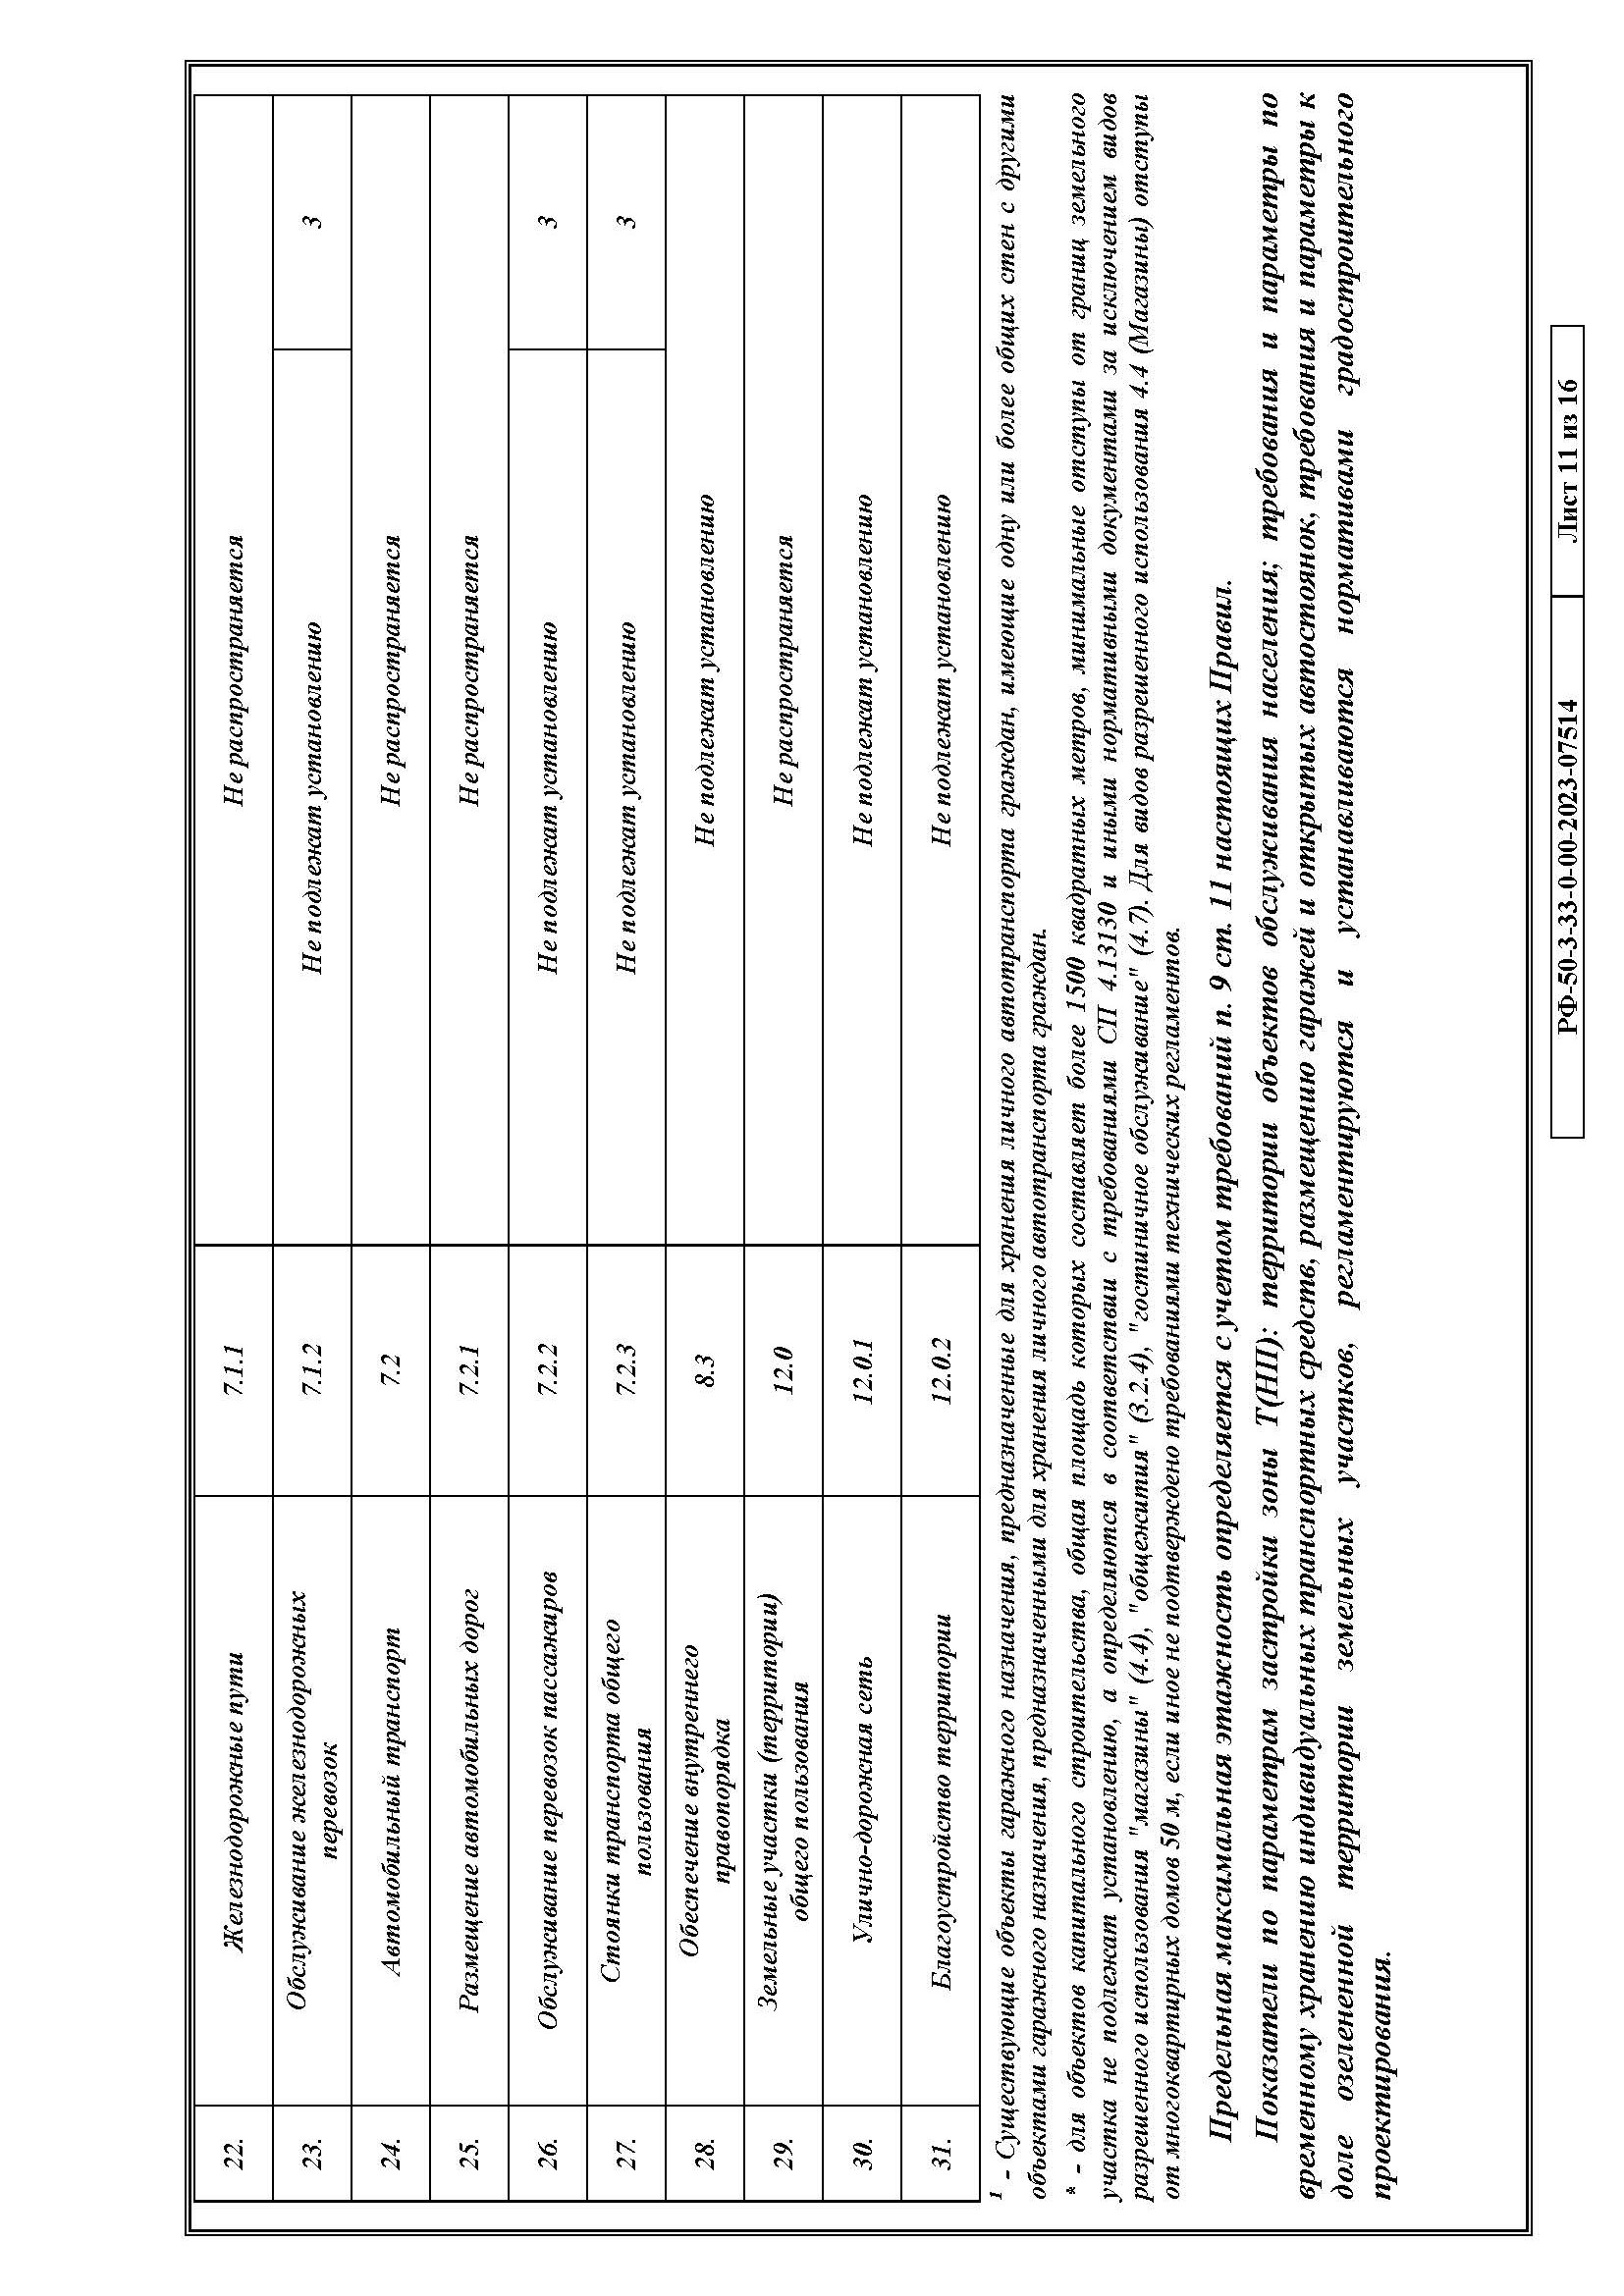 22. Железнодорожные пути 7.1.1 Не распространяется
23. Обслуживание железнодорожных 7.1.2 Не подлежат установлению 3
перевозок
24. Автомобильный транспорт 7.2 Не распространяется
25. Размещение автомобильных дорог 7.2.1 Не распространяется
26. Обслуживание перевозок пассажиров 7.2.2 Не подлежат установлению 3
27. Стоянки транспорта общего 7.2.3 Не подлежат установлению 3
пользования
28. Обеспечение внутреннего 8.3 Не подлежат установлению
правопорядка
29. Земельные участки (территории) 12.0 Не распространяется
общего пользования
30. Улично-дорожная сеть 12.0.1 Не подлежат установлению
31. Благоустройство территории 12.0.2 Не подлежат установлению
¹ - Существующие объекты гаражного назначения, предназначенные для хранения личного автотранспорта граждан, имеющие одну или более общих стен с другими
объектами гаражного назначения, предназначенными для хранения личного автотранспорта граждан.
* - для объектов капитального строительства, общая площадь которых составляет более 1500 квадратных метров, минимальные отступы от границ земельного
участка не подлежат установлению, а определяются в соответствии с требованиями СП 4.13130 и иными нормативными документами за исключением видов
разрешенного использования "магазины" (4.4), "общежития" (3.2.4), "гостиничное обслуживание" (4.7). Для видов разрешенного использования 4.4 (Магазины) отступы
от многоквартирных домов 50 м, если иное не подтверждено требованиями технических регламентов.
Предельная максимальная этажность определяется с учетом требований п. 9 ст. 11 настоящих Правил.
Показатели по параметрам застройки зоны Т(НП): территории объектов обслуживания населения; требования и параметры по
временному хранению индивидуальных транспортных средств, размещению гаражей и открытых автостоянок, требования и параметры к
доле озелененной территории земельных участков, регламентируются и устанавливаются нормативами градостроительного
проектирования.
РФ-50-3-33-0-00-2023-07514 Лист 11 из 16